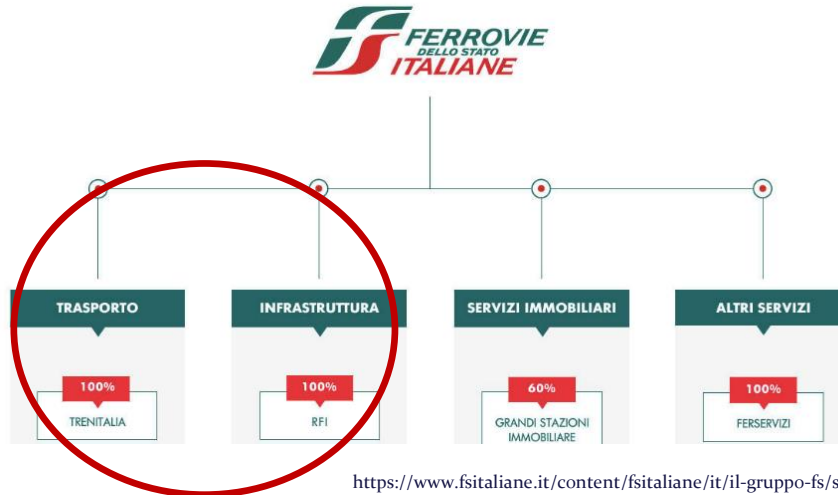 FERROVIE
DELLO STATO
ITALIANE
TRASPORTO
INFRASTRUTTURA
SERVIZI IMMOBILIARI
ALTRI SERVIZI
100%
100%
60%
100%
TRENITALIA
RFI
GRANDI STAZIONI
IMMOBILIARE
FERSERVIZI
https://www.fsitaliane.it/content/fsitaliane/it/il-gruppo-fs/s